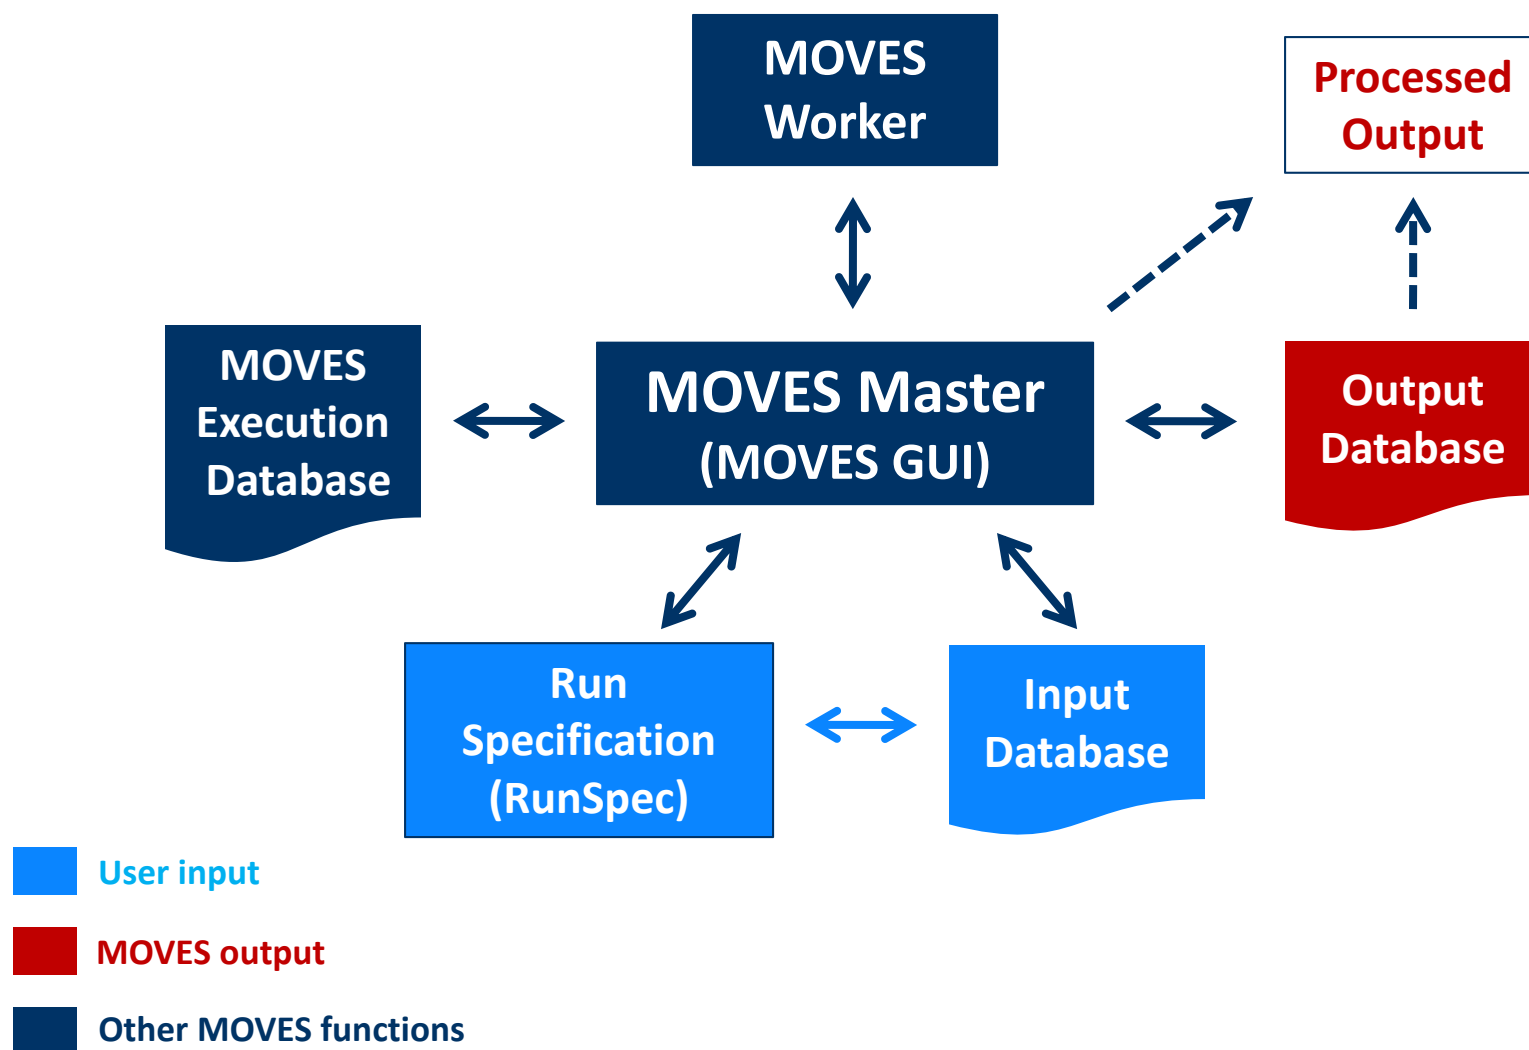 MOVES
Worker
Processed
Output
MOVES
Execution
Database
MOVES Master
(MOVES GUI)
Output
Database
Run
Specification
(RunSpec)
Input
Database
User input
MOVES output
Other MOVES functions